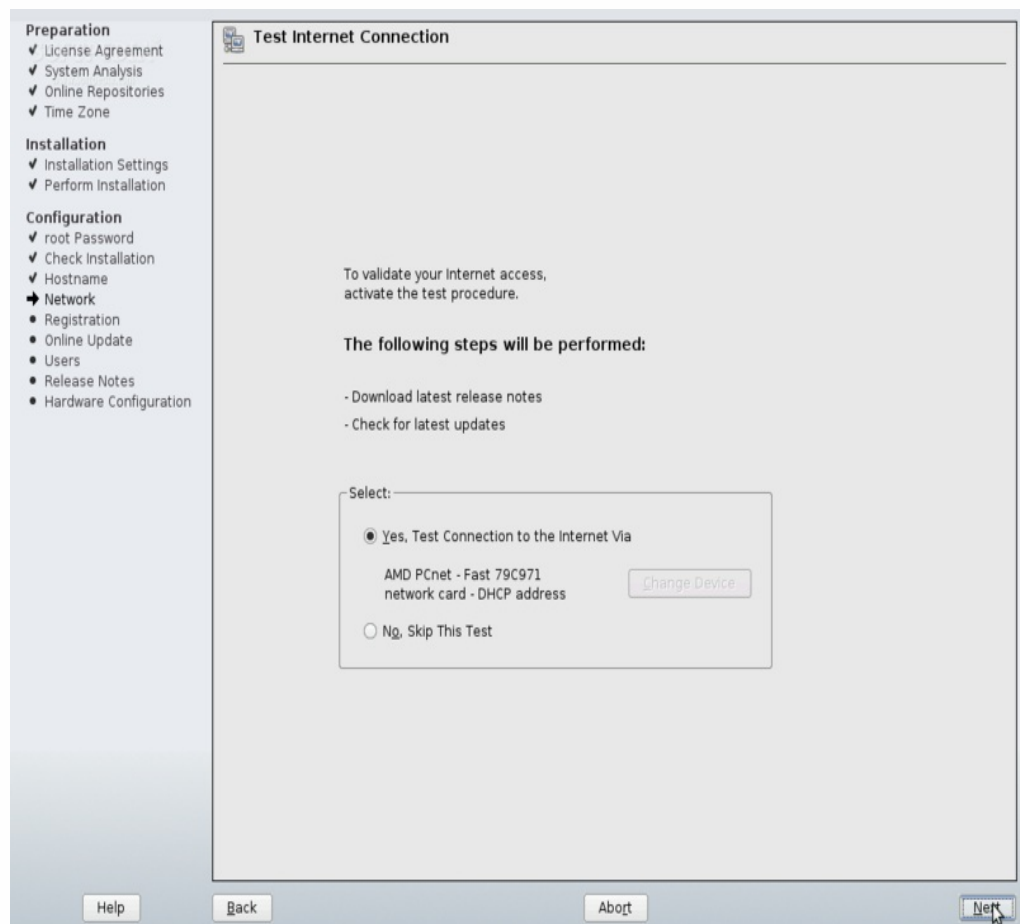 Preparation
License Agreement
System Analysis
Online Repositories
Time Zone
Installation
Installation Settings
Perform Installation
Configuration
root Password
Check Installation
Hostname
Network
Registration
Online Update
Users
Release Notes
Hardware Configuration
Test Internet Connection
To validate your Internet access,
activate the test procedure.
The following steps will be performed:
- Download latest release notes
- Check for latest updates
Select:
Yes, Test Connection to the Internet Via
AMD PCnet - Fast 79C971
network card - DHCP address
Change Device
No, Skip This Test
Help
Back
Abort
Next